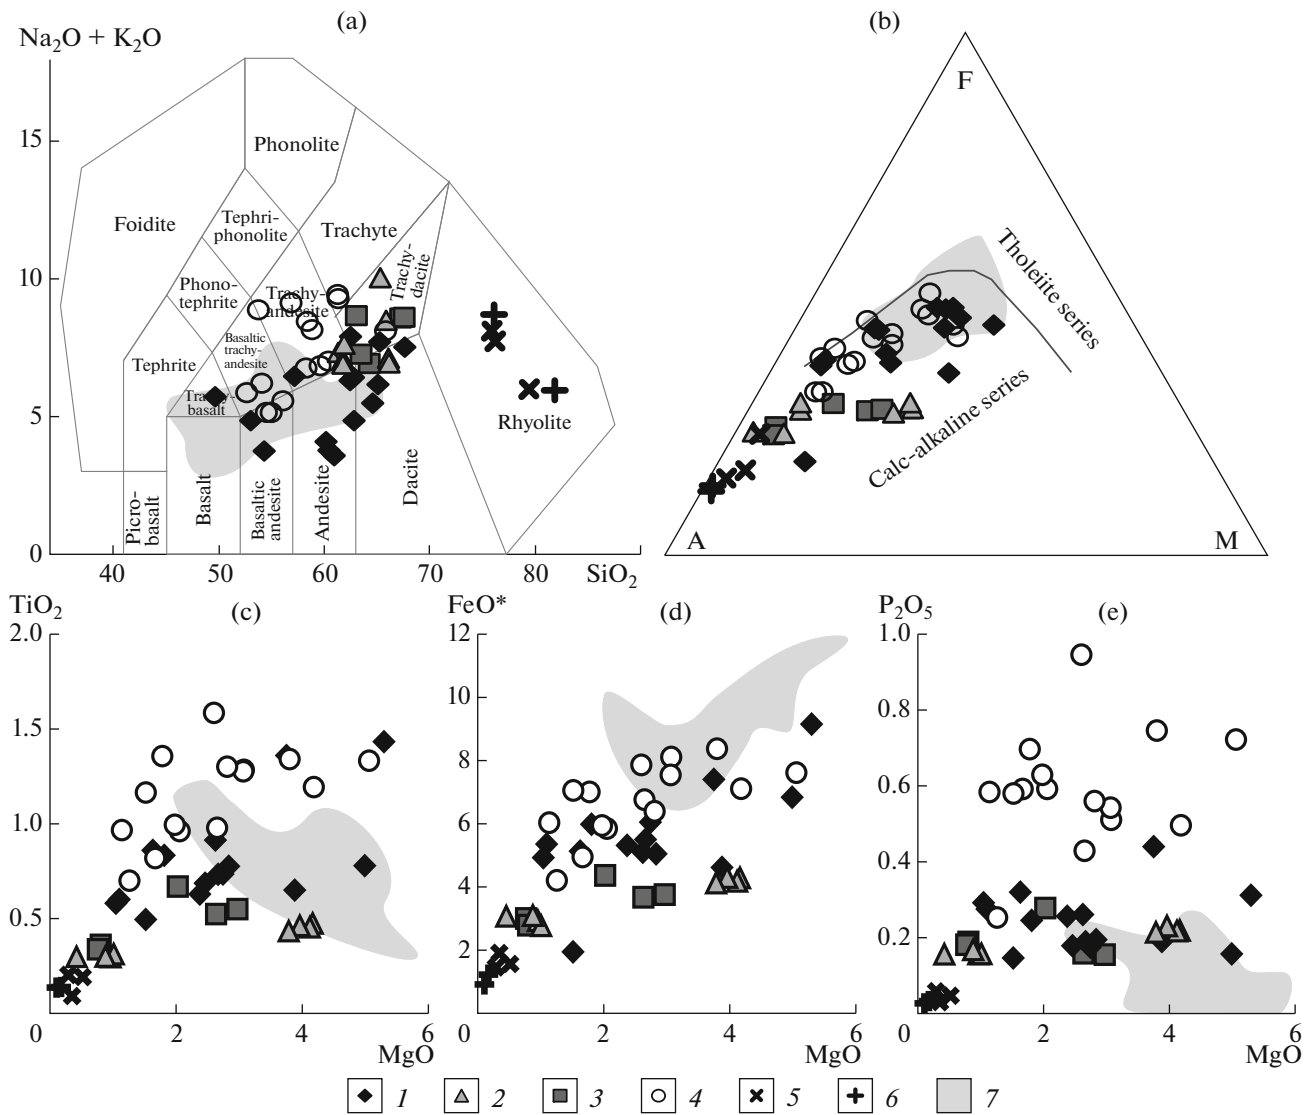 (a)
Na₂O + K₂O
15
10
5
0
Phonolite
Foidite
Tephri-
phonolite
Trachyte
Phono-
tephrite
Trachy-
andesite
Trachy-
dacite
Tephrite
Basaltic
trachy-
andesite
Trachy-
basalt
Rhyolite
Picro-
basalt
Basalt
Basaltic
andesite
Andesite
Dacite
40 50 60 70 80 SiO₂
(b)
F
Tholeiite series
Calc-alkaline series
A
M
TiO₂
(c)
2.0
1.5
1.0
0.5
0 2 4 6
MgO
FeO*
(d)
12
10
8
6
4
2
0 2 4 6
MgO
P₂O₅
(e)
1.0
0.8
0.6
0.4
0.2
0 2 4 6
MgO
1 2 3 4 5 6 7